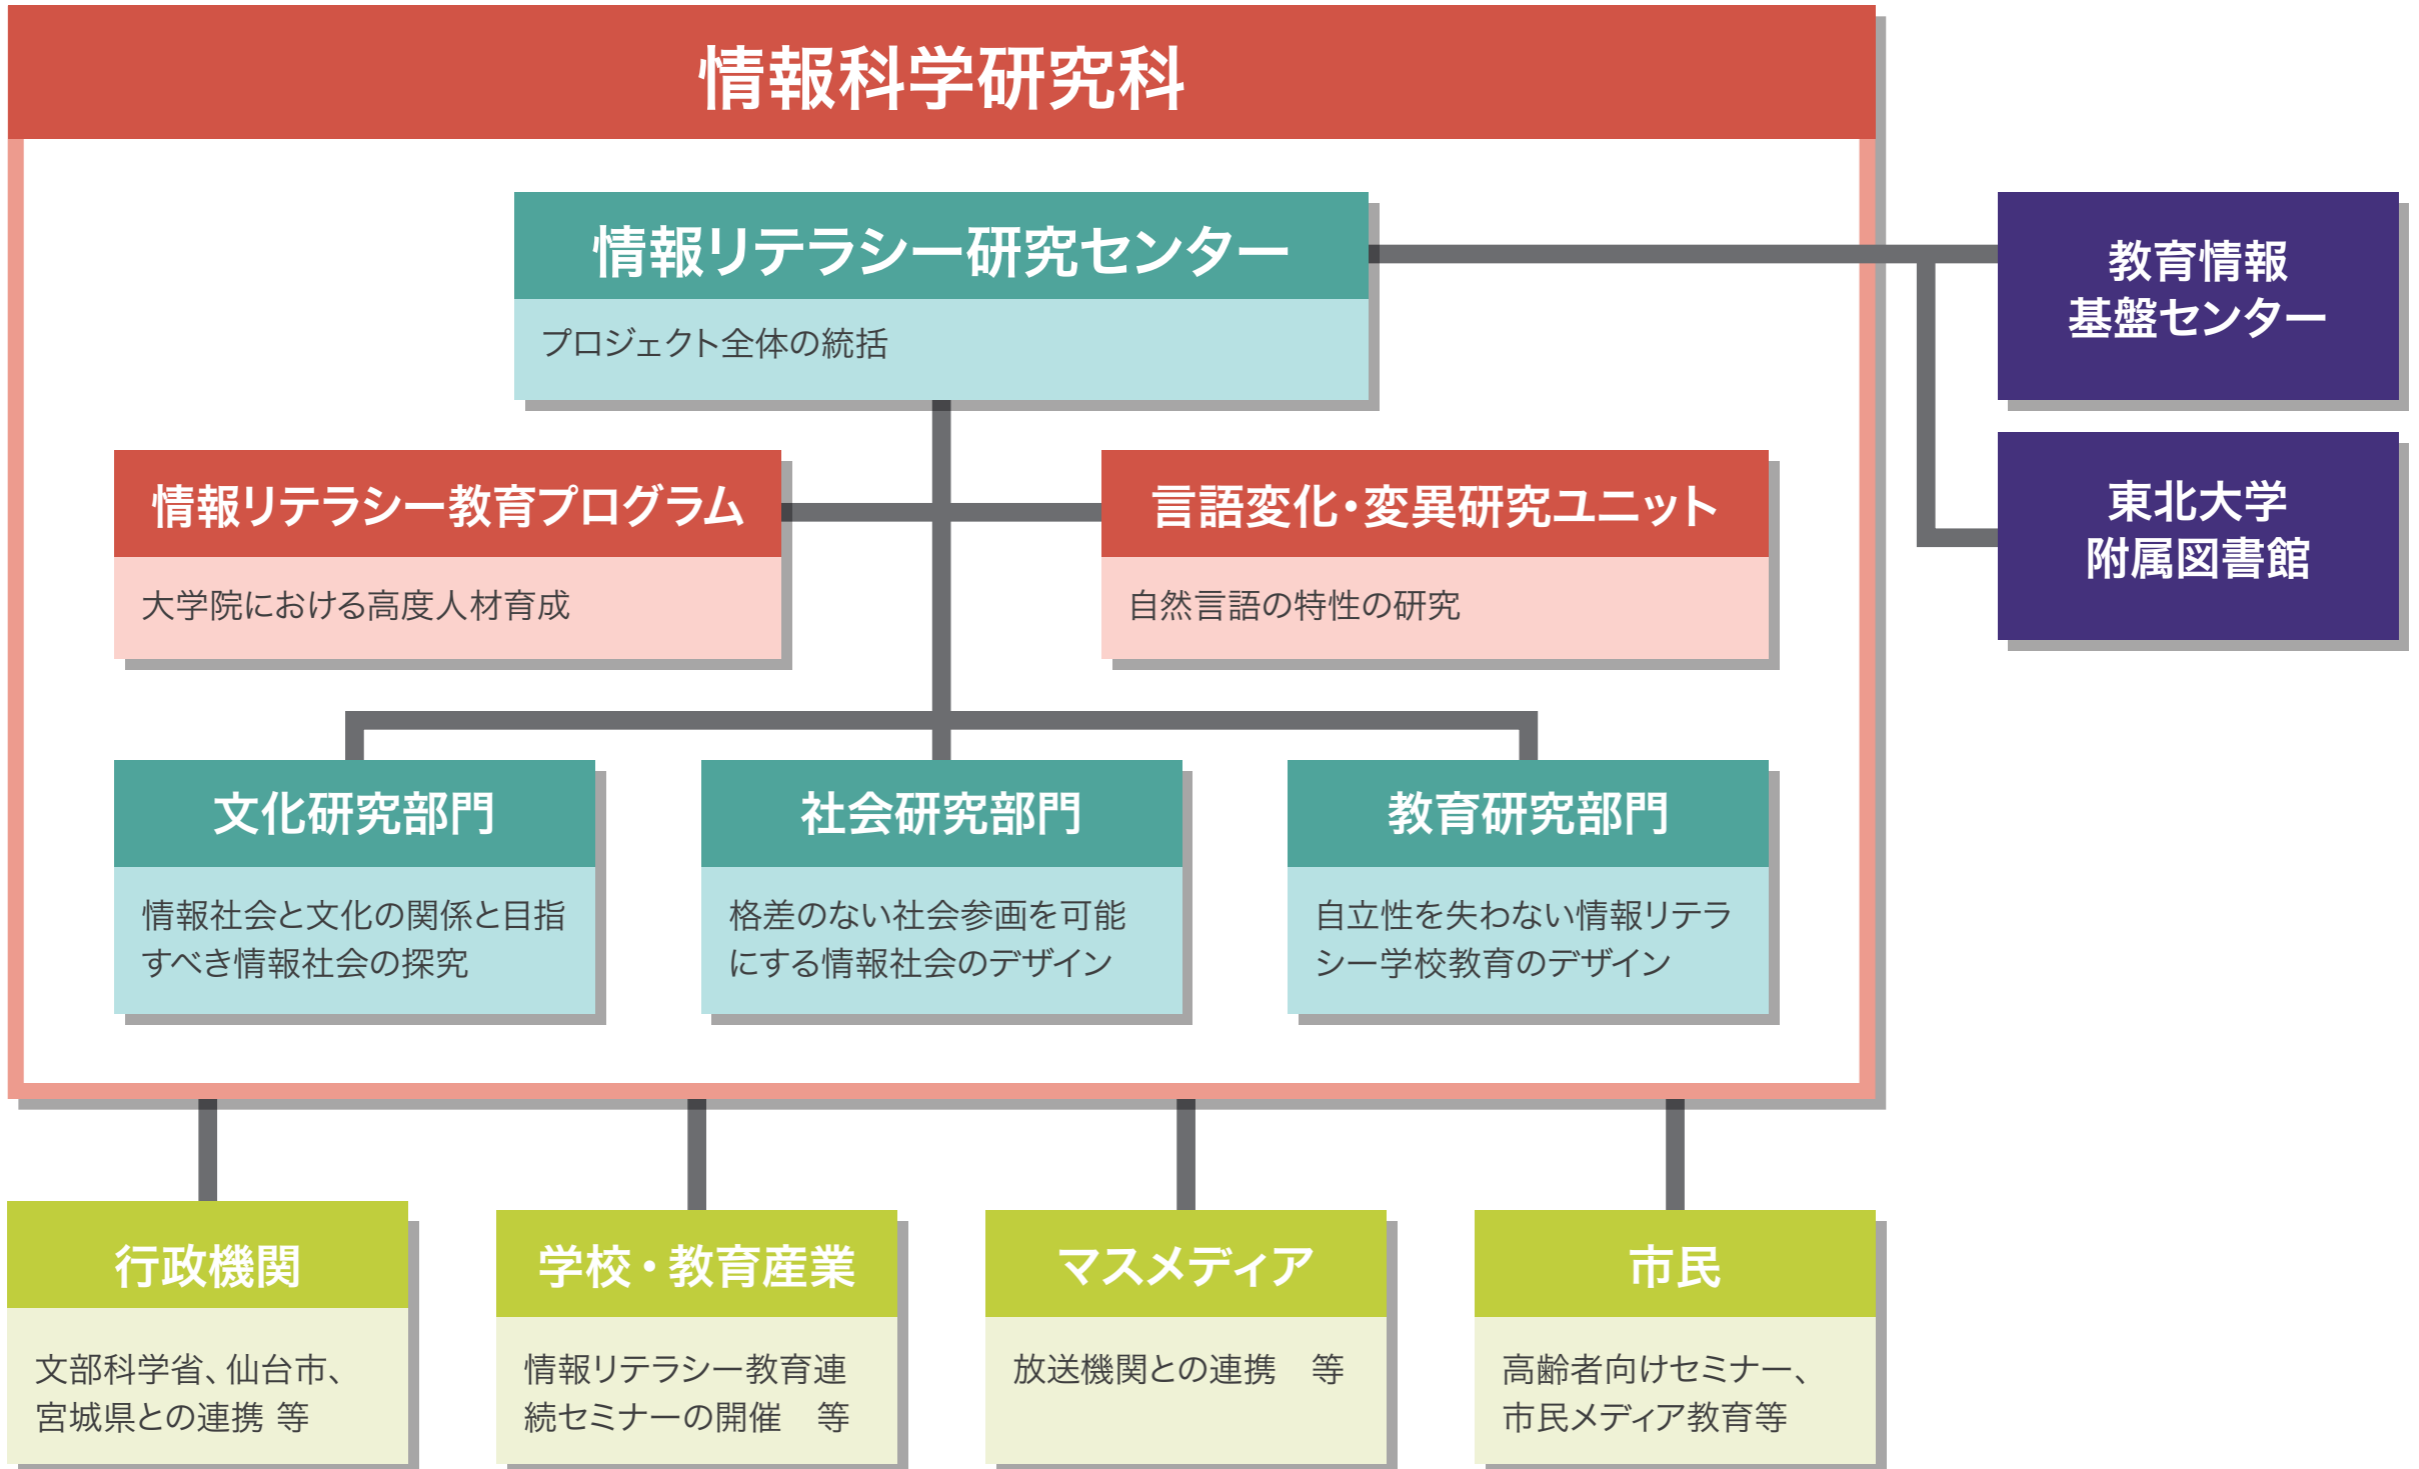 情報科学研究科
情報リテラシー研究センター
プロジェクト全体の統括
教育情報
基盤センター
東北大学
附属図書館
情報リテラシー教育プログラム
大学院における高度人材育成
言語変化・変異研究ユニット
自然言語の特性の研究
文化研究部門
情報社会と文化の関係と目指
すべき情報社会の探究
社会研究部門
格差のない社会参画を可能
にする情報社会のデザイン
教育研究部門
自立性を失わない情報リテラ
シー学校教育のデザイン
行政機関
文部科学省、仙台市、
宮城県との連携 等
学校・教育産業
情報リテラシー教育連
続セミナーの開催　等
マスメディア
放送機関との連携　等
市民
高齢者向けセミナー、
市民メディア教育等